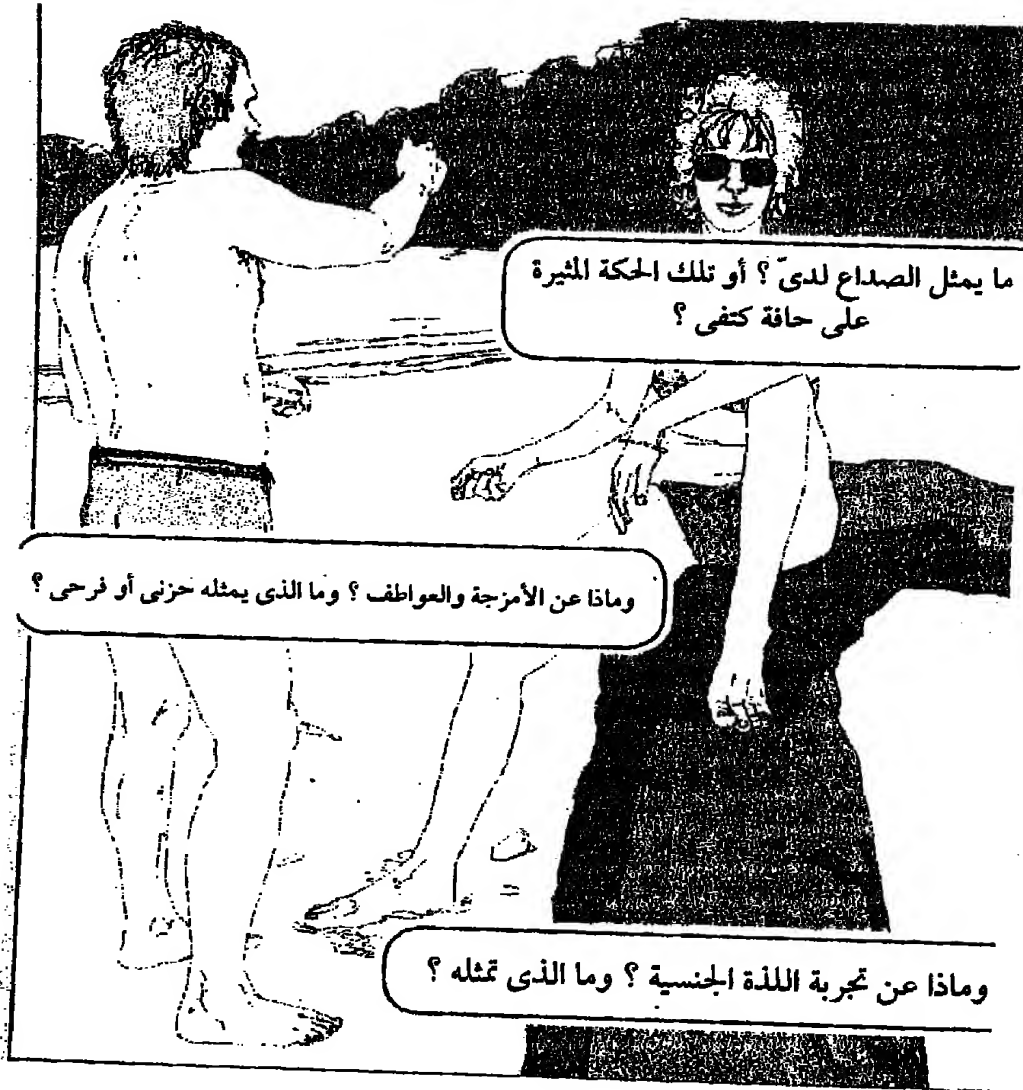 ما يمثل الصداع لدىّ ؟ أو تلك الحكة المثيرة
على حافة كتفى ؟
وماذا عن الأمزجة والعواطف ؟ وما الذى يمثله حزنى أو فرحى ؟
وماذا عن تجربة اللذة الجنسية ؟ وما الذى تمثله ؟